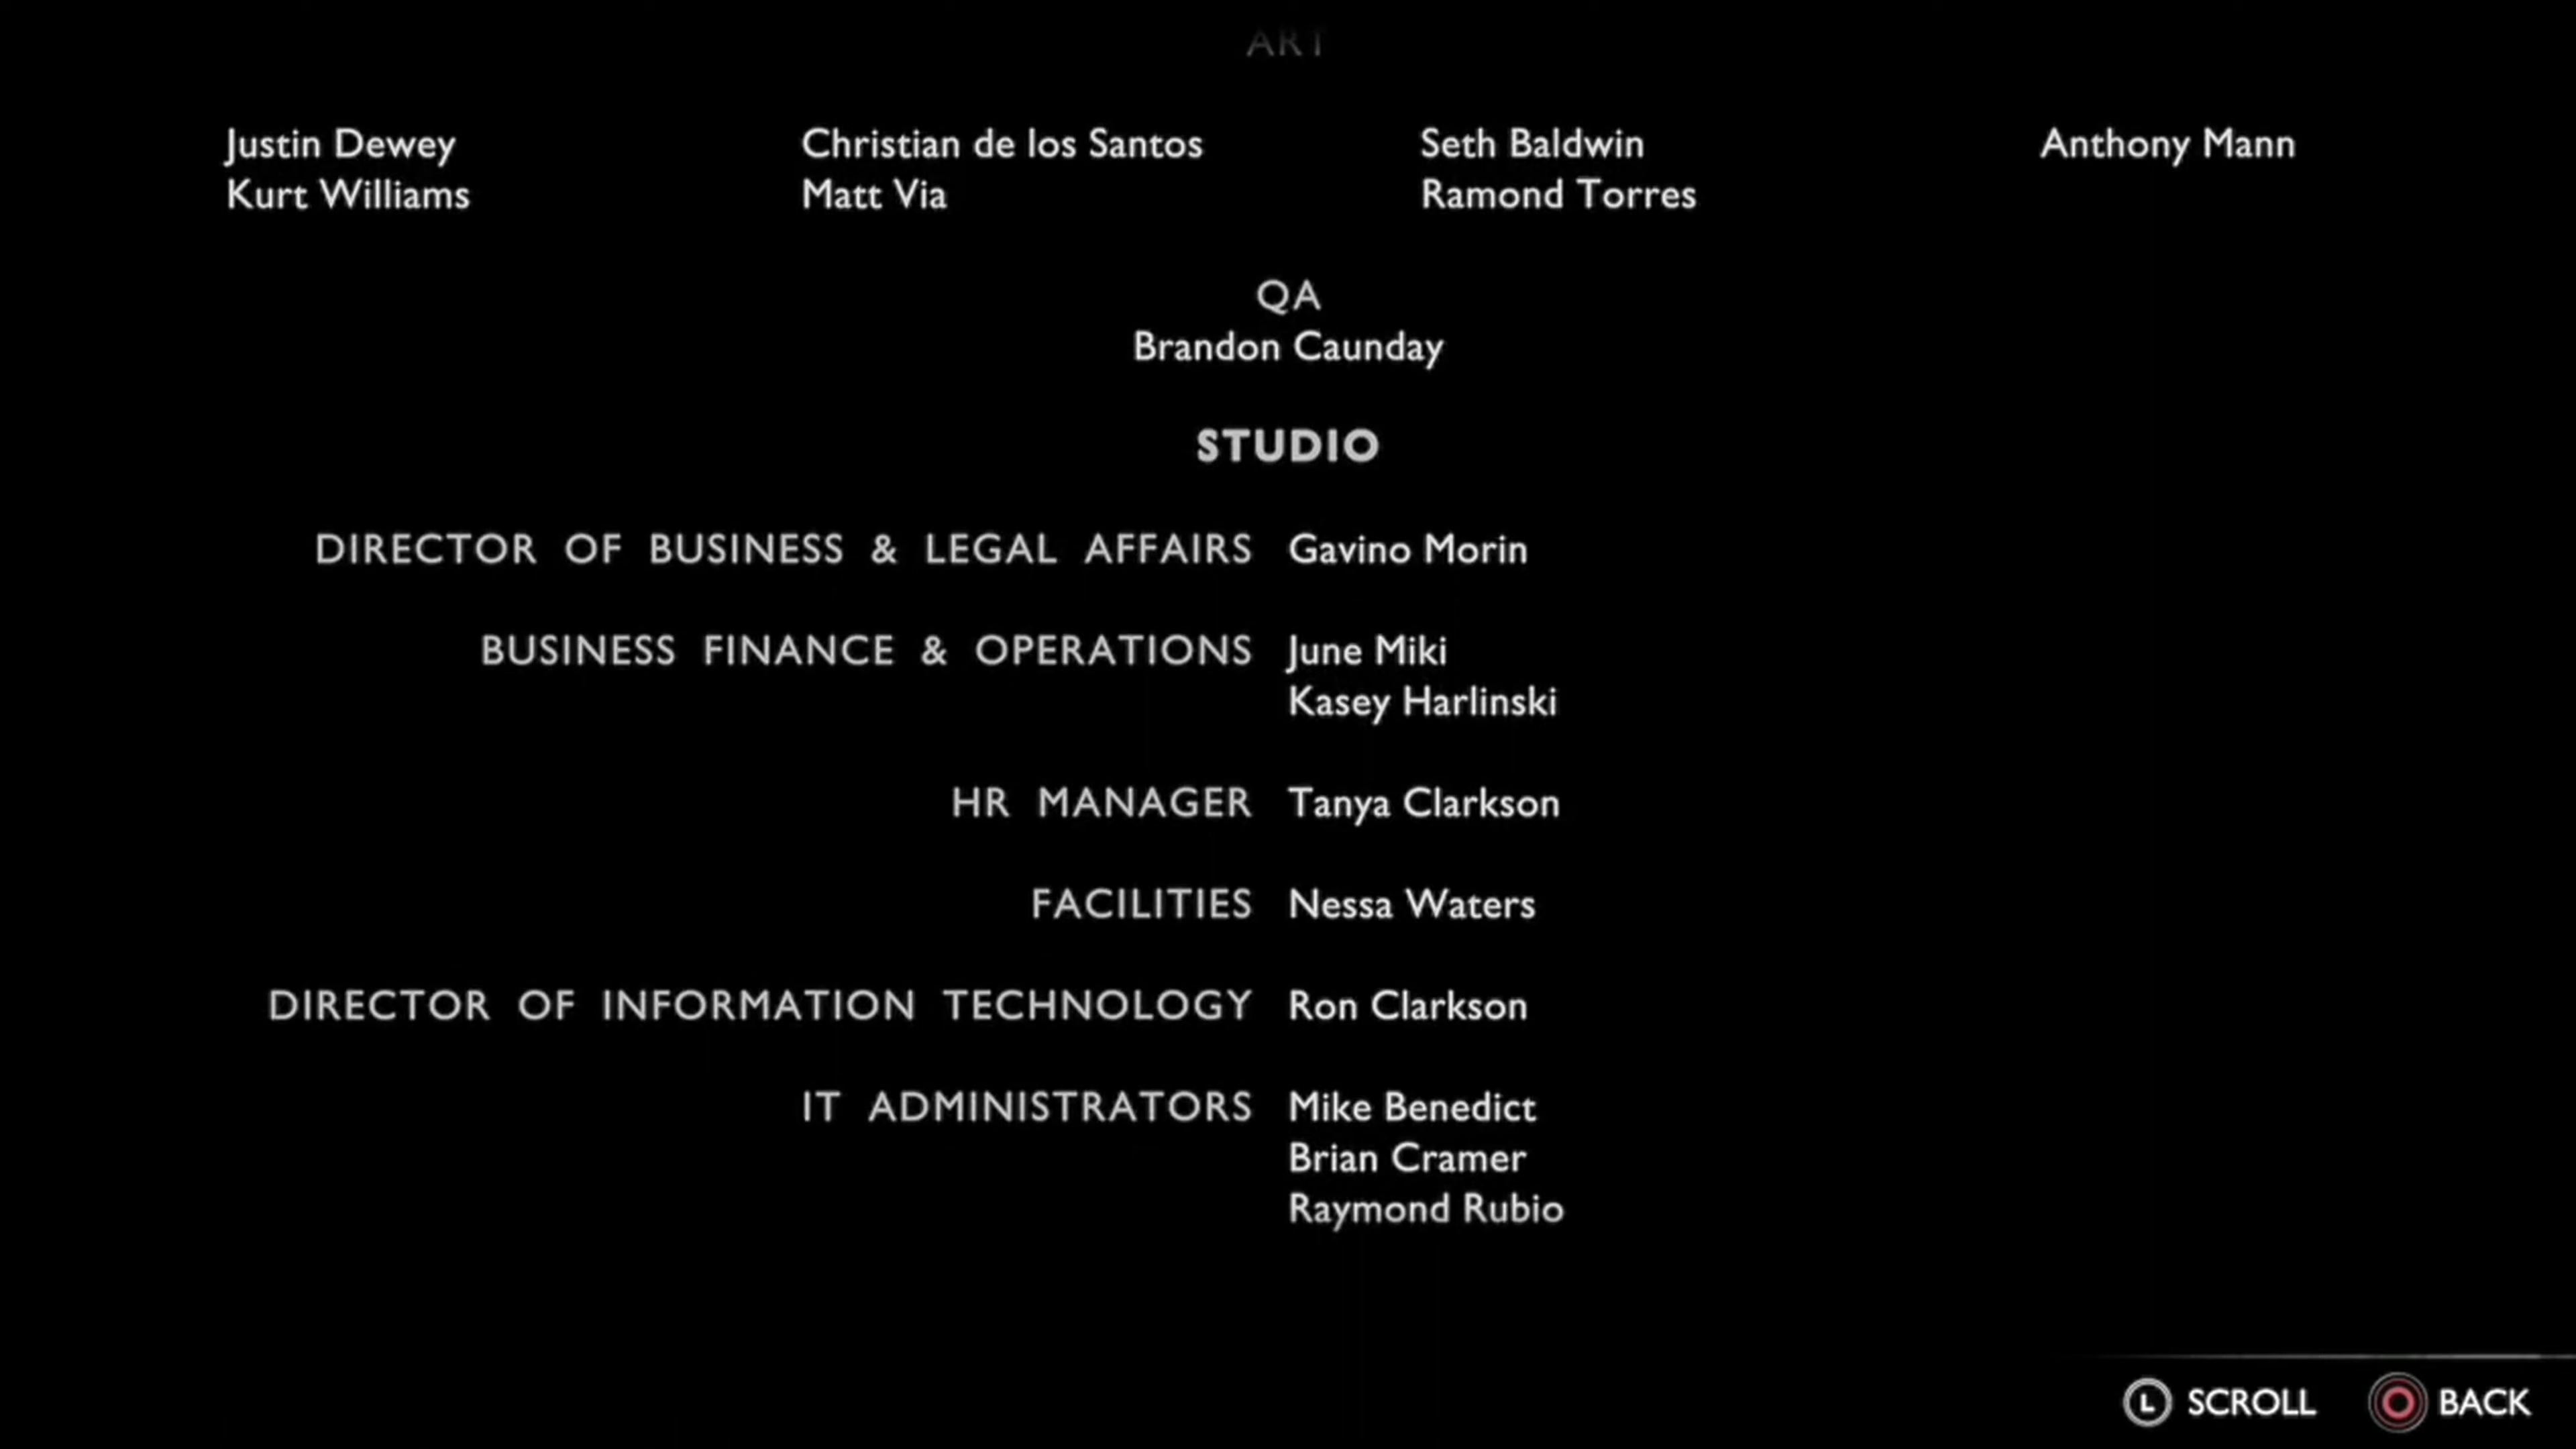 ART
Justin Dewey Christian de los Santos Seth Baldwin Anthony Mann
Kurt Williams Matt Via Ramond Torres
QA
Brandon Caunday
STUDIO
DIRECTOR OF BUSINESS & LEGAL AFFAIRS Gavino Morin
BUSINESS FINANCE & OPERATIONS June Miki
Kasey Harlinski
HR MANAGER Tanya Clarkson
FACILITIES Nessa Waters
DIRECTOR OF INFORMATION TECHNOLOGY Ron Clarkson
IT ADMINISTRATORS Mike Benedict
Brian Cramer
Raymond Rubio
L SCROLL BACK